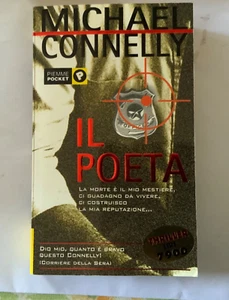 MICHAEL
CONNELLY
PIEMME
POCKET
IL
POETA
LA MORTE È IL MIO MESTIERE,
CI GUADAGNO DA VIVERE,
CI COSTRUISCO
LA MIA REPUTAZIONE...
THRILLER
DIO MIO, QUANTO È BRAVO
QUESTO CONNELLY!
(CORRIERE DELLA SERA)